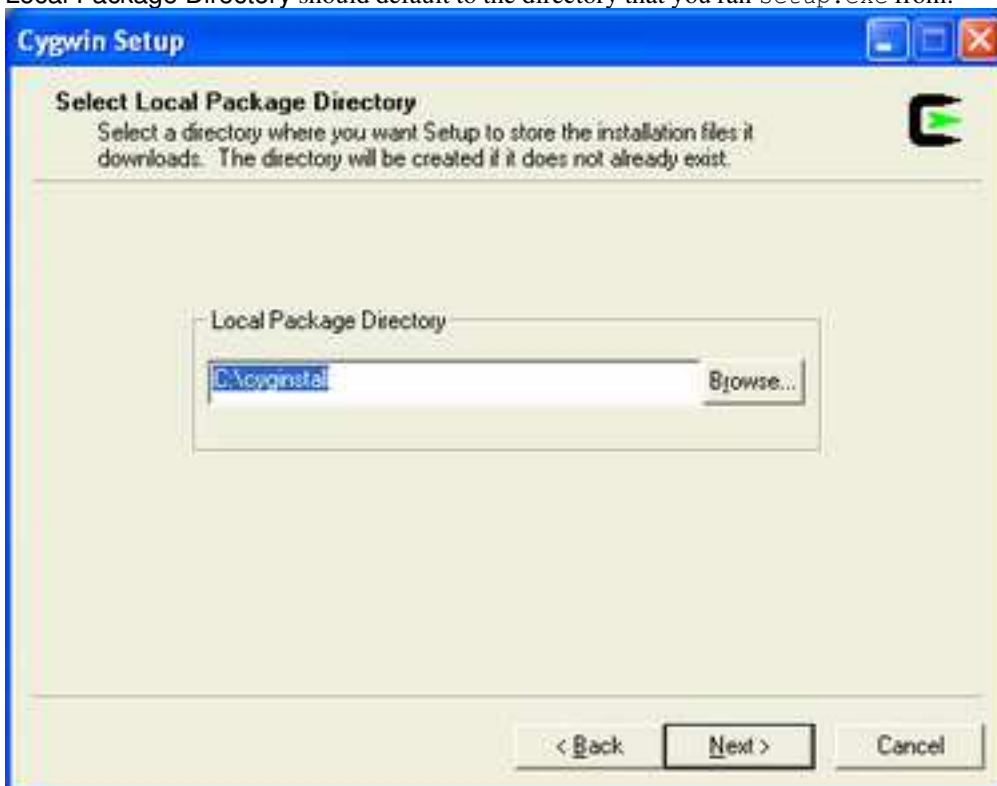 Local Package Directory should default to the directory that you ran setup.exe from.
Cygwin Setup
Select Local Package Directory
Select a directory where you want Setup to store the installation files it
downloads. The directory will be created if it does not already exist.
Local Package Directory
C:\cyginstall
Browse...
< Back
Next >
Cancel